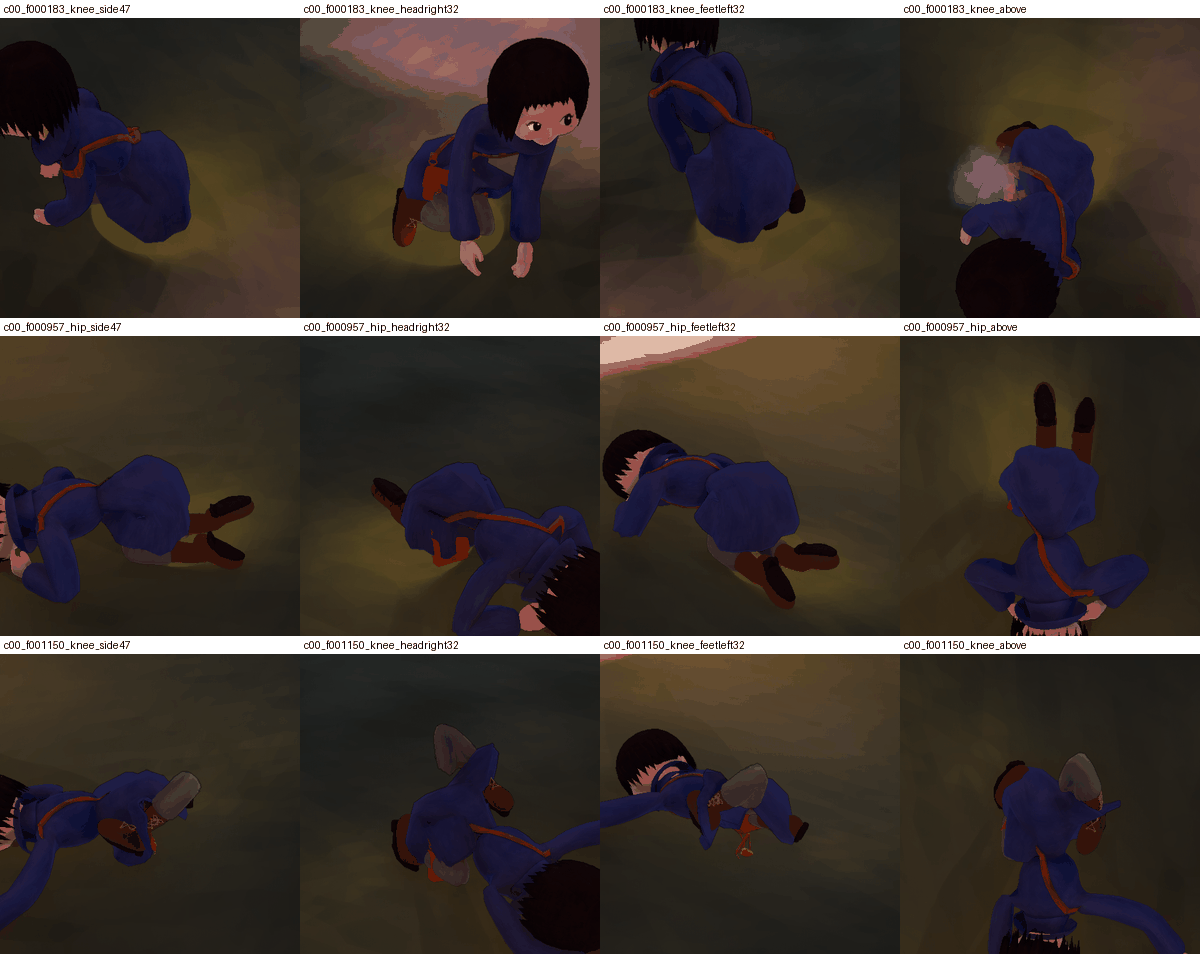 c00_f000183_knee_side47
c00_f000183_knee_headright32
c00_f000183_knee_feetleft32
c00_f000183_knee_above
c00_f000957_hip_side47
c00_f000957_hip_headright32
c00_f000957_hip_feetleft32
c00_f000957_hip_above
c00_f001150_knee_side47
c00_f001150_knee_headright32
c00_f001150_knee_feetleft32
c00_f001150_knee_above